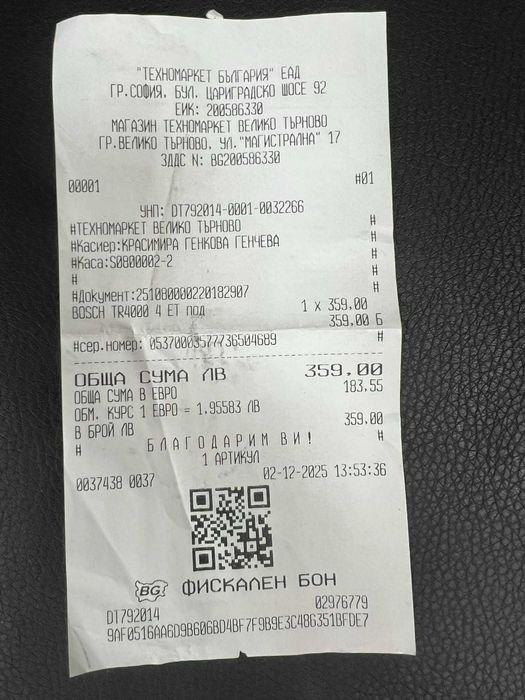 "ТЕХНОМАРКЕТ БЪЛГАРИЯ" ЕАД
ГР.СОФИЯ, БУЛ. ЦАРИГРАДСКО ШОСЕ 92
ЕИК: 200586330
МАГАЗИН ТЕХНОМАРКЕТ ВЕЛИКО ТЪРНОВО
ГР.ВЕЛИКО ТЪРНОВО, УЛ."МАГИСТРАЛНА" 17
ЗДДС N: BG200586330
00001 #01
УНП: DT792014-0001-0032266
#ТЕХНОМАРКЕТ ВЕЛИКО ТЪРНОВО #
#Касиер:КРАСИМИРА ГЕНКОВА ГЕНЧЕВА #
#Каса:S0800002-2 #
# #
#Документ:251080000220182907 #
BOSCH TR4000 4 ET под 1 x 359.00
359.00 Б
#сер.номер: 05370003577736504689 #
ОБЩА СУМА ЛВ 359.00
ОБЩА СУМА В ЕВРО 183.55
ОБМ. КУРС 1 ЕВРО = 1.95583 ЛВ
В БРОЙ ЛВ 359.00
# БЛАГОДАРИМ ВИ! #
1 АРТИКУЛ
0037438 0037 02-12-2025 13:53:36
BG ФИСКАЛЕН БОН
DT792014 02976779
9AF0516AA6D9B606BD4BF7F9B9E3C486351BFDE7